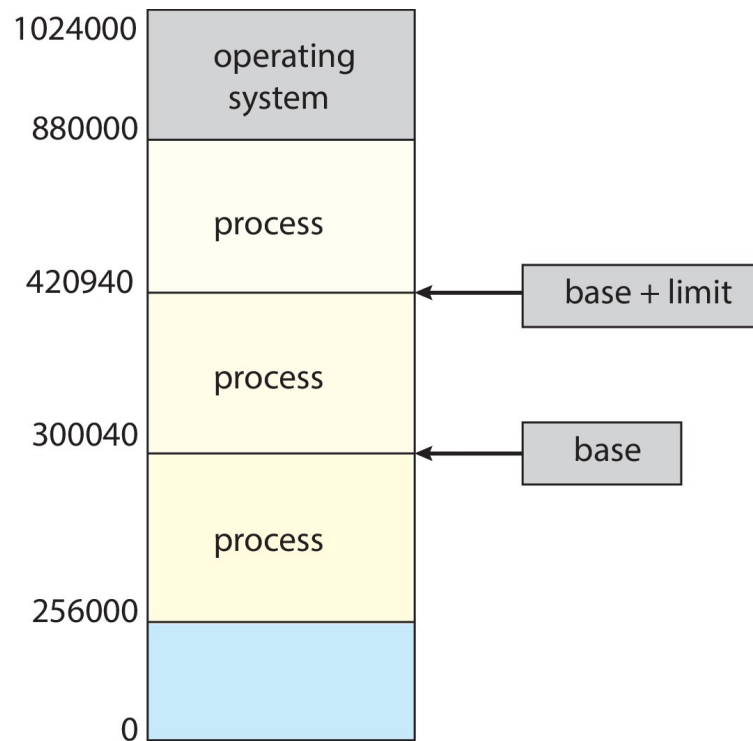 1024000
operating
system
880000
process
420940
base + limit
process
300040
base
process
256000
0